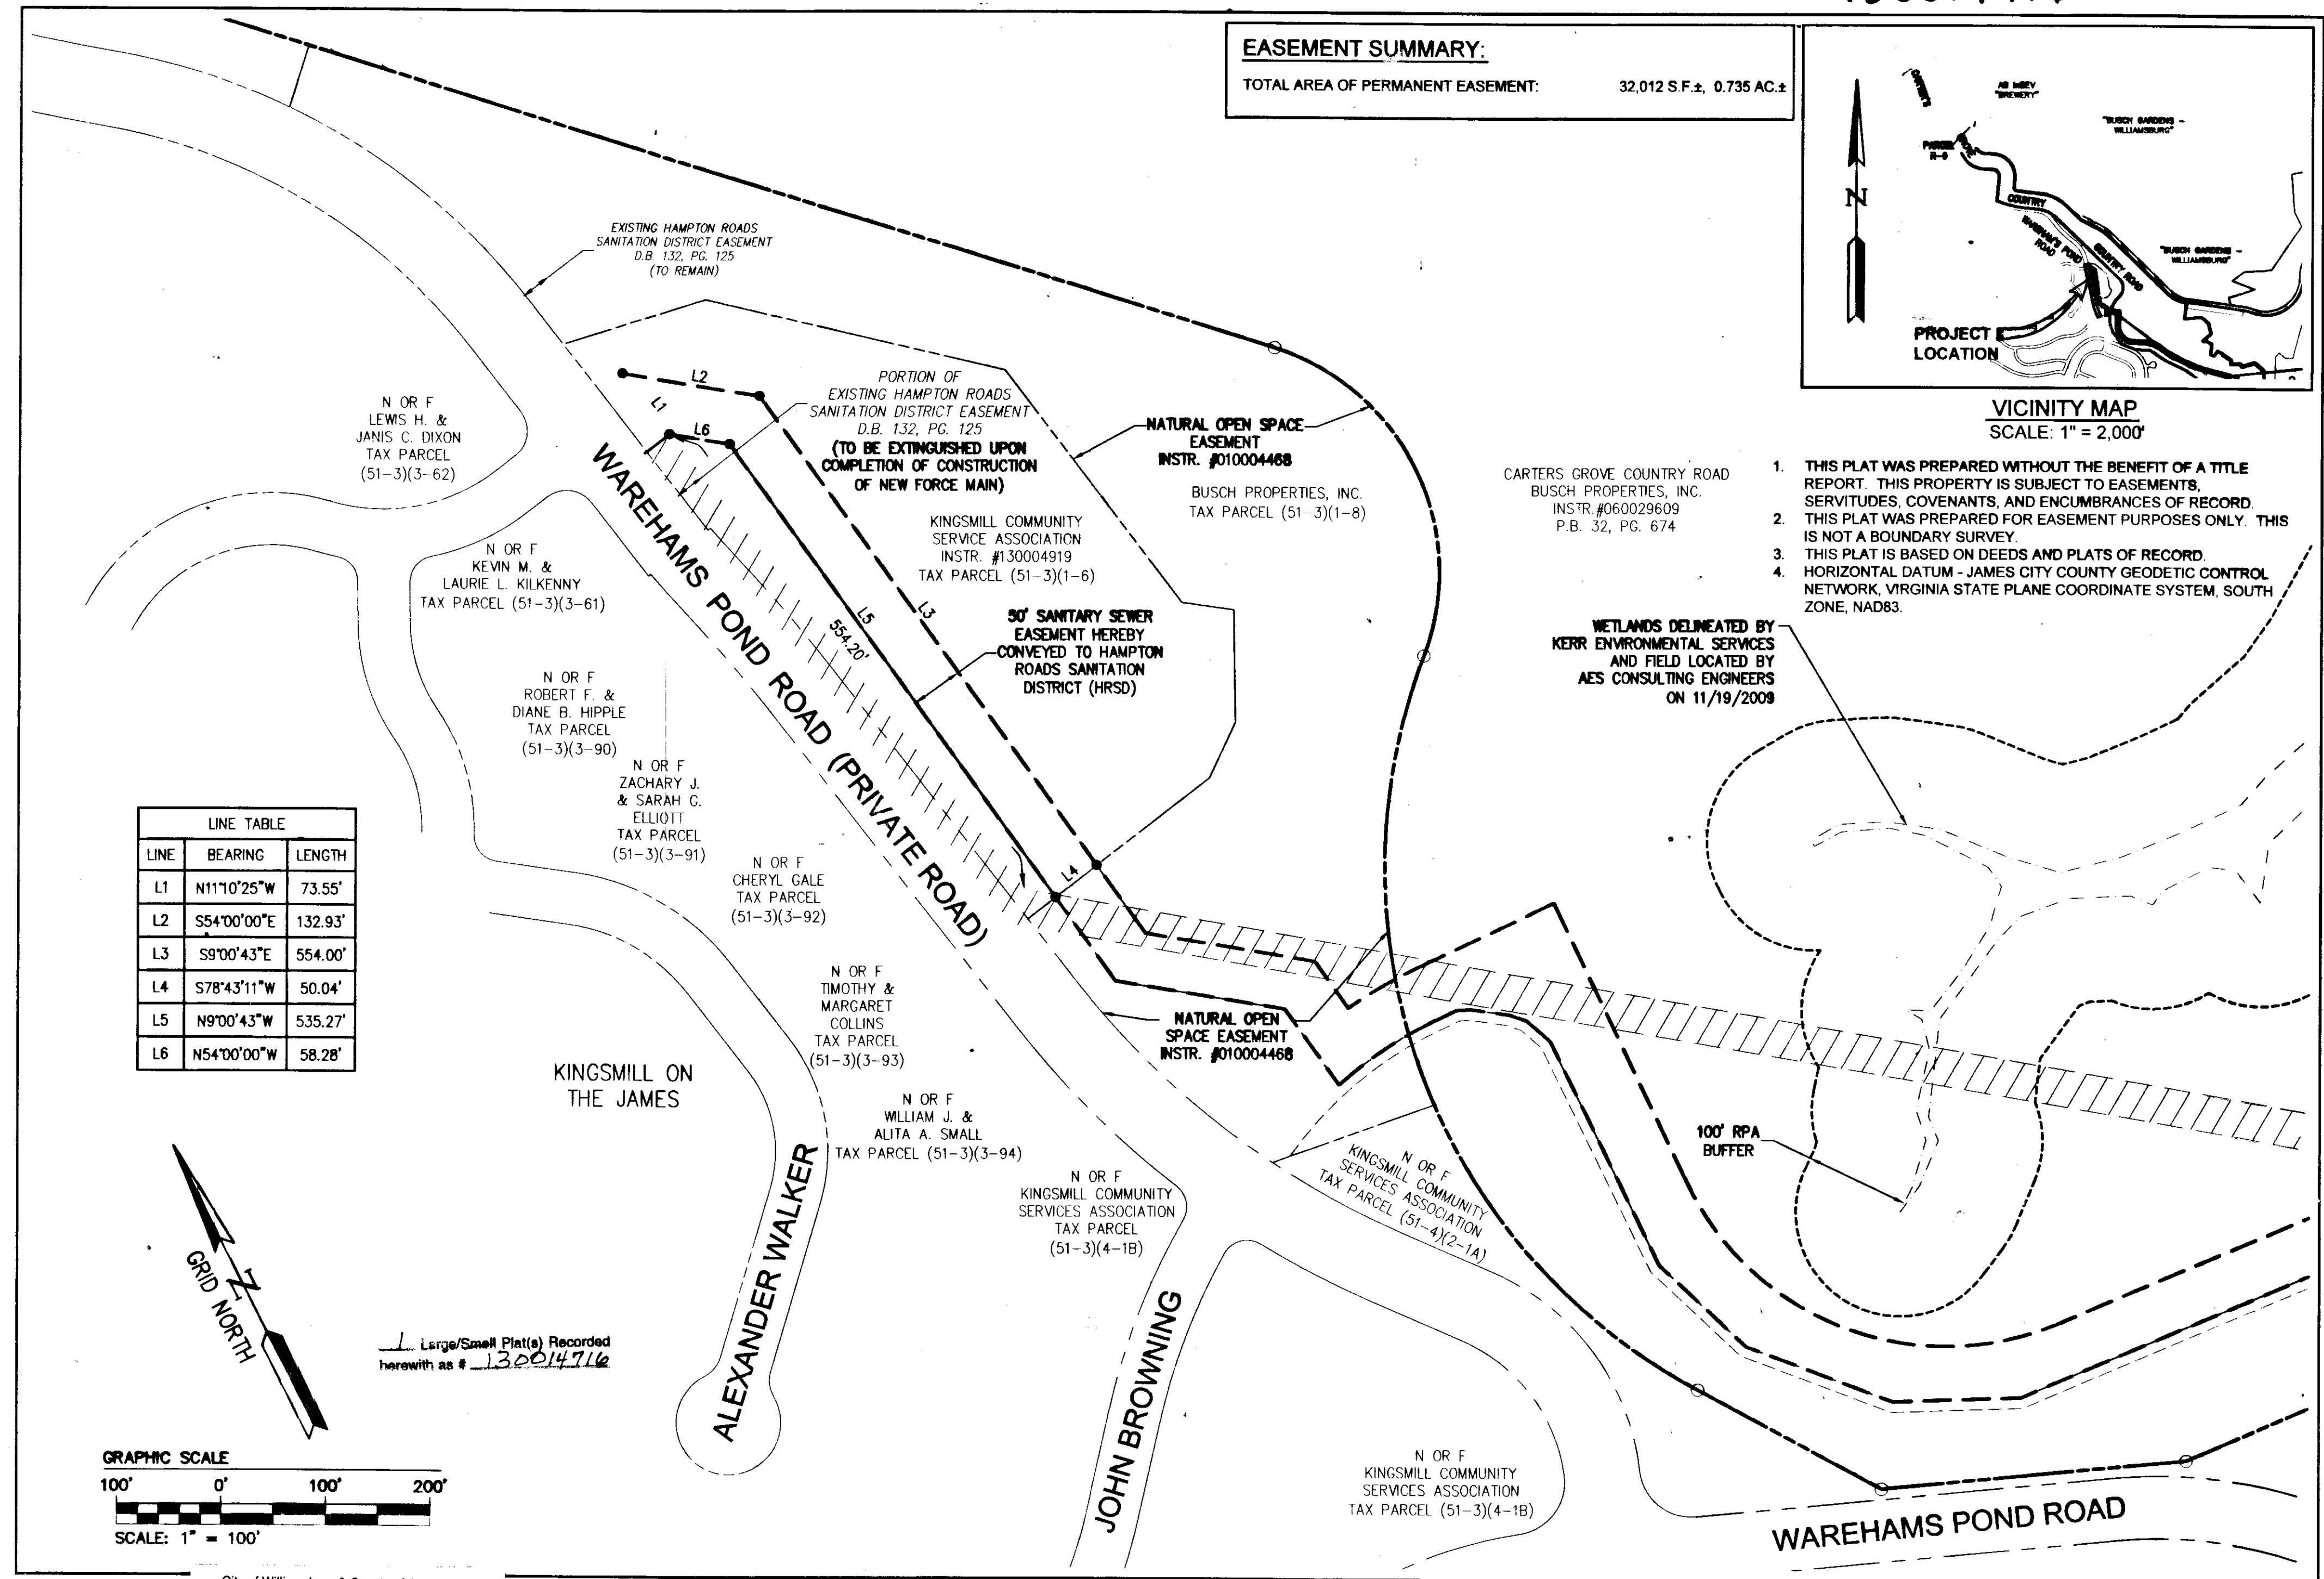 EASEMENT SUMMARY:
TOTAL AREA OF PERMANENT EASEMENT: 32,012 S.F.±, 0.735 AC.±
AB InBEV
"BREWERY"
"BUSCH GARDENS -
WILLIAMSBURG"
PARCEL
R-9
COUNTRY
WAREHAM'S POND
ROAD
COUNTRY ROAD
"BUSCH GARDENS -
WILLIAMSBURG"
N
PROJECT
LOCATION
VICINITY MAP
SCALE: 1" = 2,000'
1. THIS PLAT WAS PREPARED WITHOUT THE BENEFIT OF A TITLE
REPORT. THIS PROPERTY IS SUBJECT TO EASEMENTS,
SERVITUDES, COVENANTS, AND ENCUMBRANCES OF RECORD.
2. THIS PLAT WAS PREPARED FOR EASEMENT PURPOSES ONLY. THIS
IS NOT A BOUNDARY SURVEY.
3. THIS PLAT IS BASED ON DEEDS AND PLATS OF RECORD.
4. HORIZONTAL DATUM - JAMES CITY COUNTY GEODETIC CONTROL
NETWORK, VIRGINIA STATE PLANE COORDINATE SYSTEM, SOUTH
ZONE, NAD83.
EXISTING HAMPTON ROADS
SANITATION DISTRICT EASEMENT
D.B. 132, PG. 125
(TO REMAIN)
L2
L1
L6
PORTION OF
EXISTING HAMPTON ROADS
SANITATION DISTRICT EASEMENT
D.B. 132, PG. 125
(TO BE EXTINGUISHED UPON
COMPLETION OF CONSTRUCTION
OF NEW FORCE MAIN)
NATURAL OPEN SPACE
EASEMENT
INSTR. #010004468
BUSCH PROPERTIES, INC.
TAX PARCEL (51-3)(1-8)
CARTERS GROVE COUNTRY ROAD
BUSCH PROPERTIES, INC.
INSTR.#060029609
P.B. 32, PG. 674
KINGSMILL COMMUNITY
SERVICE ASSOCIATION
INSTR. #130004919
TAX PARCEL (51-3)(1-6)
L5
L3
554.20'
50' SANITARY SEWER
EASEMENT HEREBY
CONVEYED TO HAMPTON
ROADS SANITATION
DISTRICT (HRSD)
WETLANDS DELINEATED BY
KERR ENVIRONMENTAL SERVICES
AND FIELD LOCATED BY
AES CONSULTING ENGINEERS
ON 11/19/2009
N OR F
LEWIS H. &
JANIS C. DIXON
TAX PARCEL
(51-3)(3-62)
N OR F
KEVIN M. &
LAURIE L. KILKENNY
TAX PARCEL (51-3)(3-61)
N OR F
ROBERT F. &
DIANE B. HIPPLE
TAX PARCEL
(51-3)(3-90)
N OR F
ZACHARY J.
& SARAH G.
ELLIOTT
TAX PARCEL
(51-3)(3-91)
N OR F
CHERYL GALE
TAX PARCEL
(51-3)(3-92)
WAREHAMS POND ROAD (PRIVATE ROAD)
L4
N OR F
TIMOTHY &
MARGARET
COLLINS
TAX PARCEL
(51-3)(3-93)
NATURAL OPEN
SPACE EASEMENT
INSTR. #010004468
N OR F
WILLIAM J. &
ALITA A. SMALL
TAX PARCEL (51-3)(3-94)
N OR F
KINGSMILL COMMUNITY
SERVICES ASSOCIATION
TAX PARCEL
(51-3)(4-1B)
N OR F
KINGSMILL COMMUNITY
SERVICES ASSOCIATION
TAX PARCEL (51-4)(2-1A)
100' RPA
BUFFER
LINE TABLE
LINE BEARING LENGTH
L1 N11°10'25"W 73.55'
L2 S54°00'00"E 132.93'
L3 S9°00'43"E 554.00'
L4 S78°43'11"W 50.04'
L5 N9°00'43"W 535.27'
L6 N54°00'00"W 58.28'
KINGSMILL ON
THE JAMES
N
GRID NORTH
1 Large/Small Plat(s) Recorded
herewith as # 130014716
ALEXANDER WALKER
JOHN BROWNING
N OR F
KINGSMILL COMMUNITY
SERVICES ASSOCIATION
TAX PARCEL (51-3)(4-1B)
WAREHAMS POND ROAD
GRAPHIC SCALE
100' 0' 100' 200'
SCALE: 1" = 100'